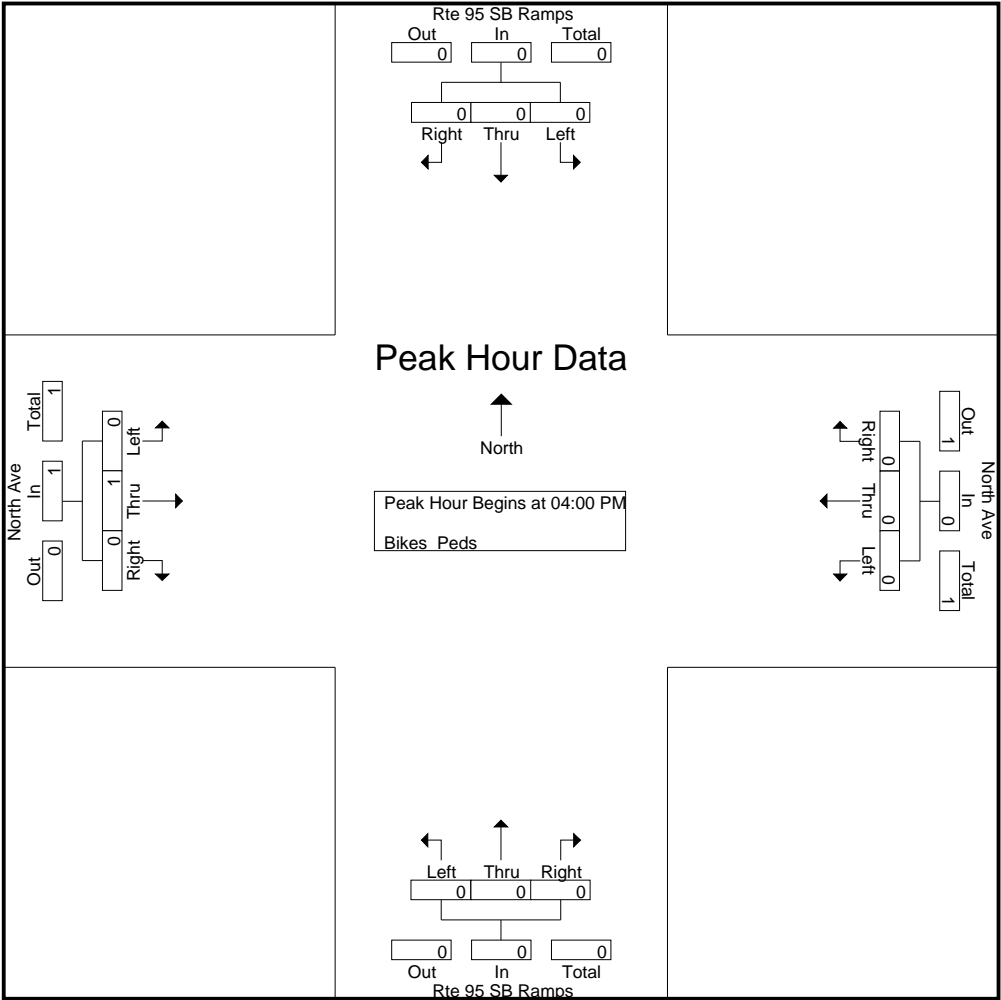 Rte 95 SB Ramps
Out In Total
0 0 0
0 0 0
Right Thru Left
Peak Hour Data
North
Peak Hour Begins at 04:00 PM
Bikes Peds
North Ave
Total In Out
1 1 0
0 1 0
Left Thru Right
North Ave
Out In Total
1 0 1
0 0 0
Right Thru Left
Left Thru Right
0 0 0
0 0 0
Out In Total
Rte 95 SB Ramps